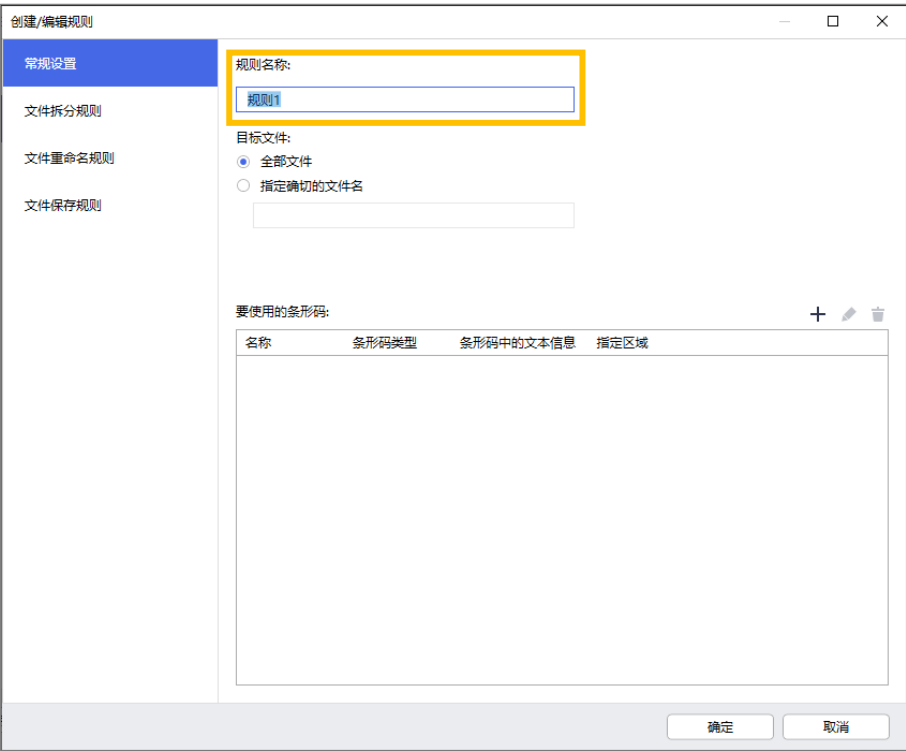 创建/编辑规则
常规设置
文件拆分规则
文件重命名规则
文件保存规则
规则名称:
规则1
目标文件:
全部文件
指定确切的文件名
要使用的条形码:
名称 条形码类型 条形码中的文本信息 指定区域
确定 取消